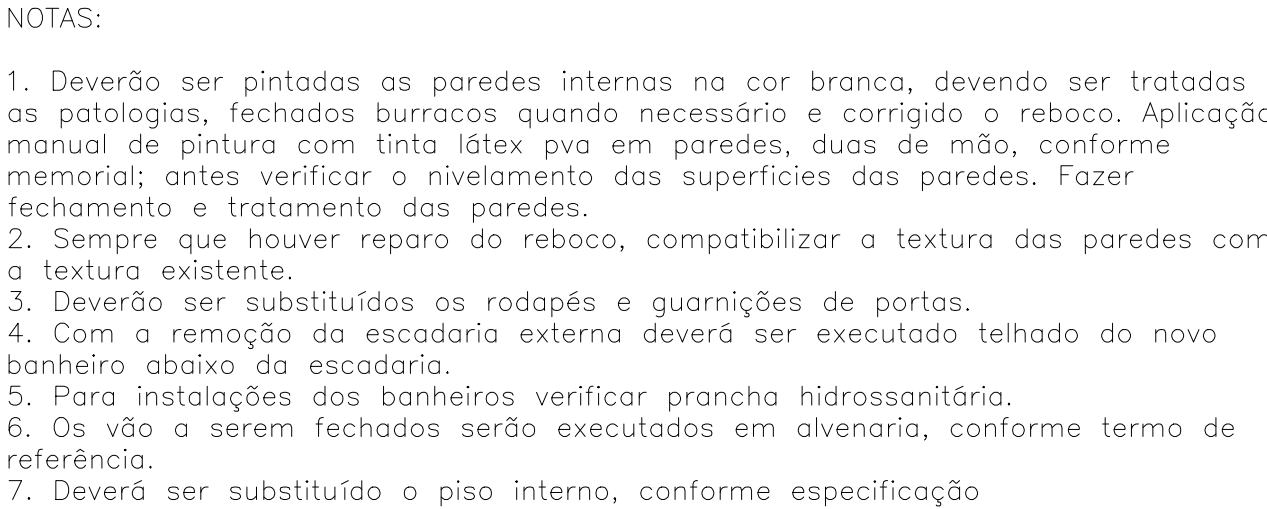 NOTAS:
1. Deverão ser pintadas as paredes internas na cor branca, devendo ser tratadas
as patologias, fechados burracos quando necessário e corrigido o reboco. Aplicação
manual de pintura com tinta látex pva em paredes, duas de mão, conforme
memorial; antes verificar o nivelamento das superficies das paredes. Fazer
fechamento e tratamento das paredes.
2. Sempre que houver reparo do reboco, compatibilizar a textura das paredes com
a textura existente.
3. Deverão ser substituídos os rodapés e guarnições de portas.
4. Com a remoção da escadaria externa deverá ser executado telhado do novo
banheiro abaixo da escadaria.
5. Para instalações dos banheiros verificar prancha hidrossanitária.
6. Os vão a serem fechados serão executados em alvenaria, conforme termo de
referência.
7. Deverá ser substituído o piso interno, conforme especificação